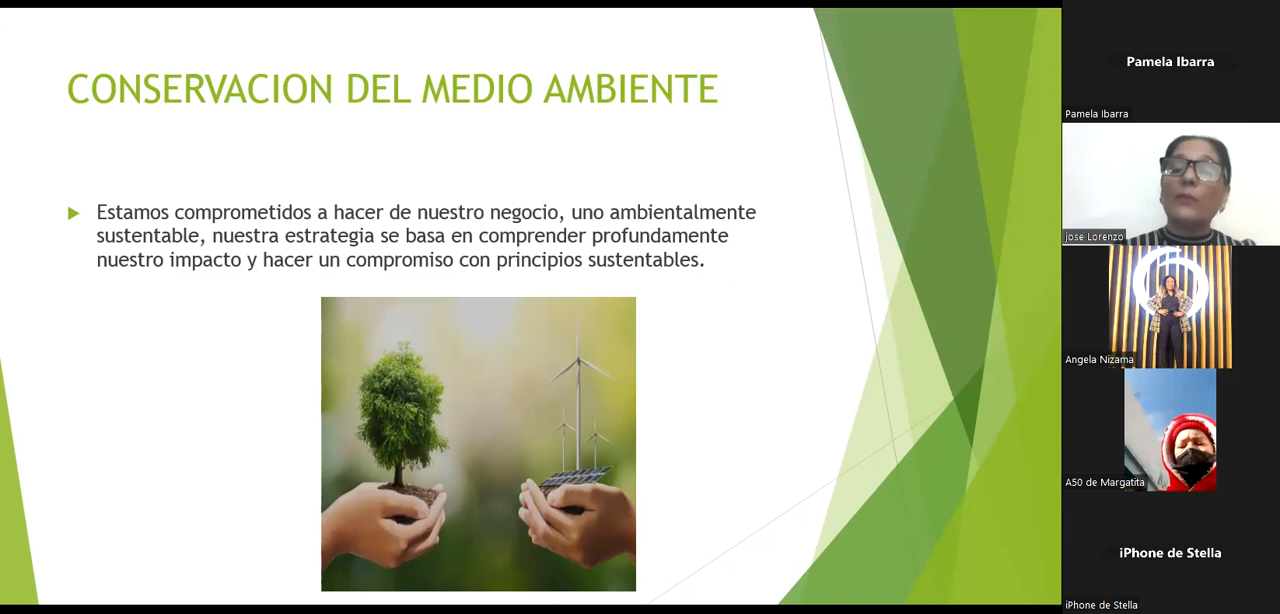 CONSERVACION DEL MEDIO AMBIENTE
Estamos comprometidos a hacer de nuestro negocio, uno ambientalmente
sustentable, nuestra estrategia se basa en comprender profundamente
nuestro impacto y hacer un compromiso con principios sustentables.
Pamela Ibarra
Pamela Ibarra
jose Lorenzo
Angela Nizama
A50 de Margatita
iPhone de Stella
iPhone de Stella